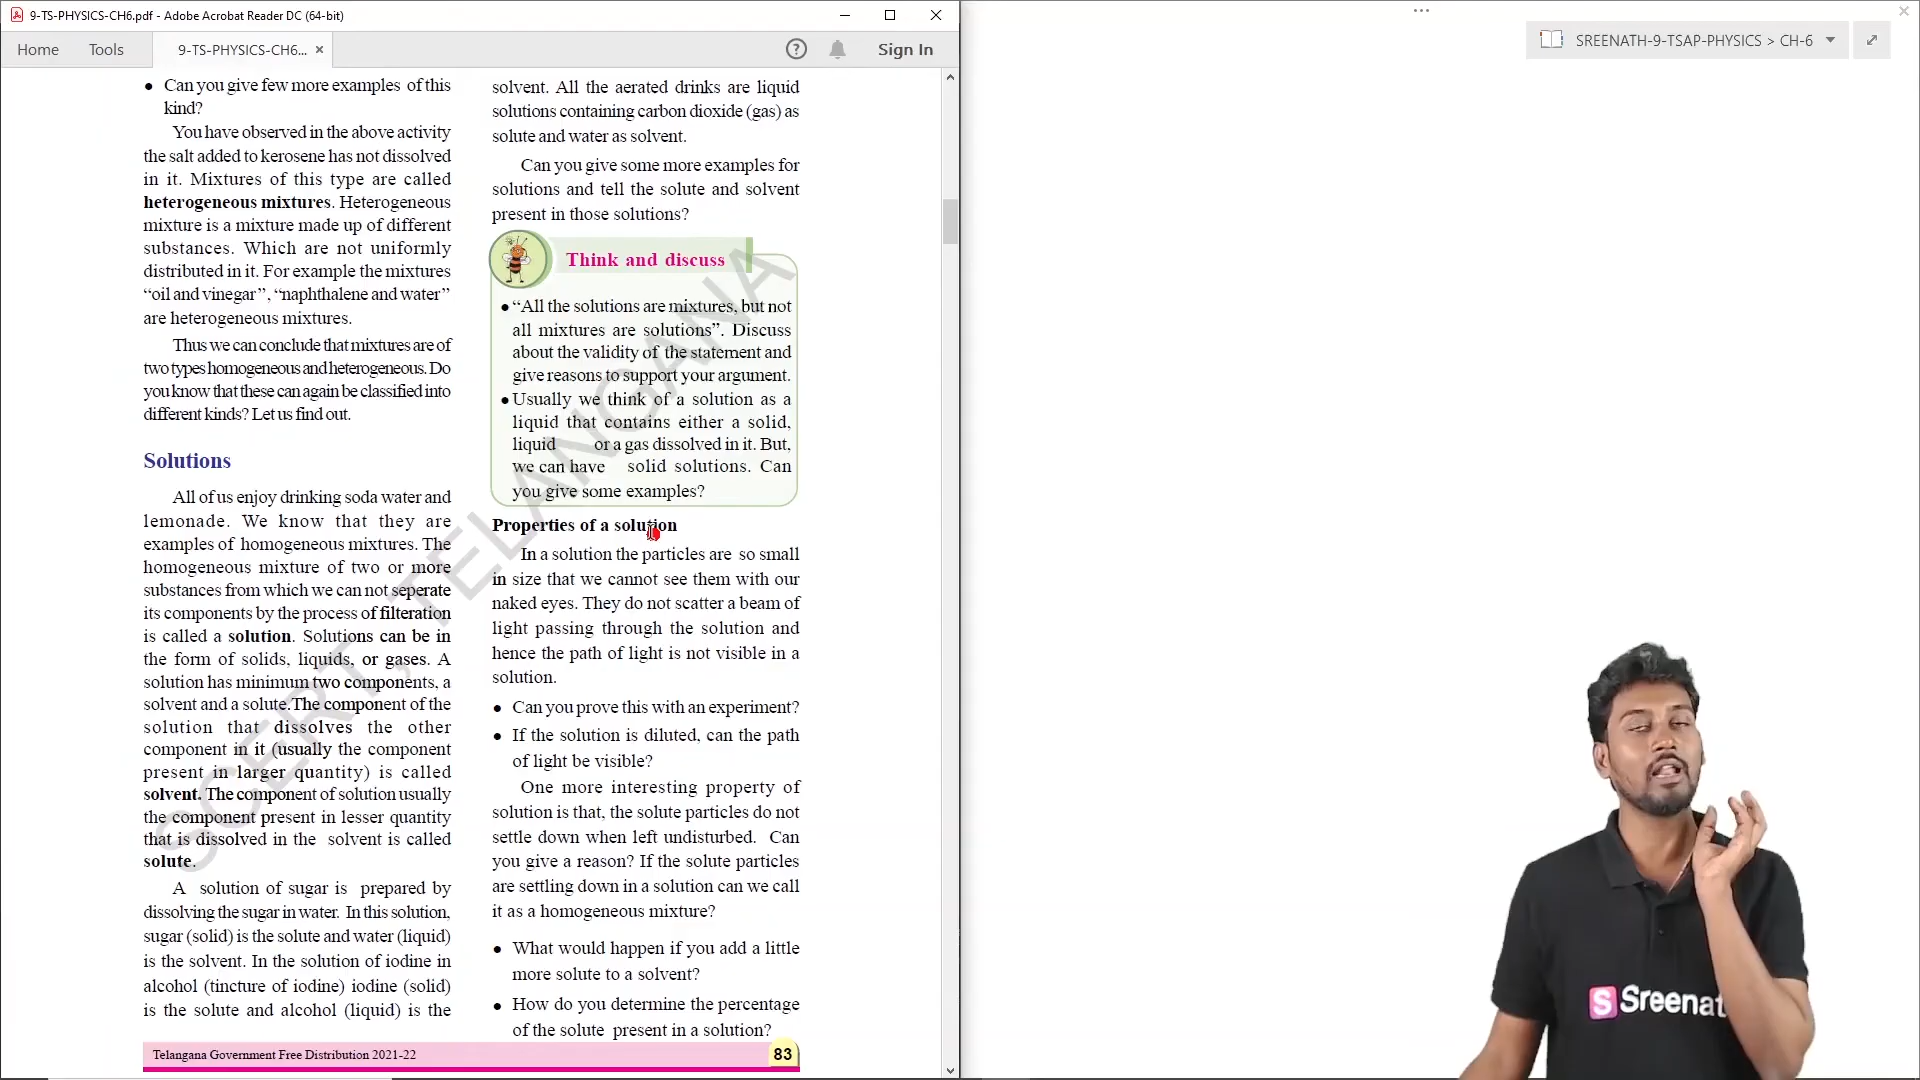 9-TS-PHYSICS-CH6.pdf - Adobe Acrobat Reader DC (64-bit)
Home Tools 9-TS-PHYSICS-CH6... × Sign In
SREENATH-9-TSAP-PHYSICS > CH-6
● Can you give few more examples of this
kind?
You have observed in the above activity
the salt added to kerosene has not dissolved
in it. Mixtures of this type are called
heterogeneous mixtures. Heterogeneous
mixture is a mixture made up of different
substances. Which are not uniformly
distributed in it. For example the mixtures
“oil and vinegar”, “naphthalene and water”
are heterogeneous mixtures.
Thus we can conclude that mixtures are of
two types homogeneous and heterogeneous. Do
you know that these can again be classified into
different kinds? Let us find out.
Solutions
All of us enjoy drinking soda water and
lemonade. We know that they are
examples of homogeneous mixtures. The
homogeneous mixture of two or more
substances from which we can not seperate
its components by the process of filteration
is called a solution. Solutions can be in
the form of solids, liquids, or gases. A
solution has minimum two components, a
solvent and a solute.The component of the
solution that dissolves the other
component in it (usually the component
present in larger quantity) is called
solvent. The component of solution usually
the component present in lesser quantity
that is dissolved in the solvent is called
solute.
A solution of sugar is prepared by
dissolving the sugar in water. In this solution,
sugar (solid) is the solute and water (liquid)
is the solvent. In the solution of iodine in
alcohol (tincture of iodine) iodine (solid)
is the solute and alcohol (liquid) is the
solvent. All the aerated drinks are liquid
solutions containing carbon dioxide (gas) as
solute and water as solvent.
Can you give some more examples for
solutions and tell the solute and solvent
present in those solutions?
Think and discuss
● “All the solutions are mixtures, but not
all mixtures are solutions”. Discuss
about the validity of the statement and
give reasons to support your argument.
● Usually we think of a solution as a
liquid that contains either a solid,
liquid or a gas dissolved in it. But,
we can have solid solutions. Can
you give some examples?
Properties of a solution
In a solution the particles are so small
in size that we cannot see them with our
naked eyes. They do not scatter a beam of
light passing through the solution and
hence the path of light is not visible in a
solution.
● Can you prove this with an experiment?
● If the solution is diluted, can the path
of light be visible?
One more interesting property of
solution is that, the solute particles do not
settle down when left undisturbed. Can
you give a reason? If the solute particles
are settling down in a solution can we call
it as a homogeneous mixture?
● What would happen if you add a little
more solute to a solvent?
● How do you determine the percentage
of the solute present in a solution?
Telangana Government Free Distribution 2021-22 83
SCERT, TELANGANA
S Sreenat